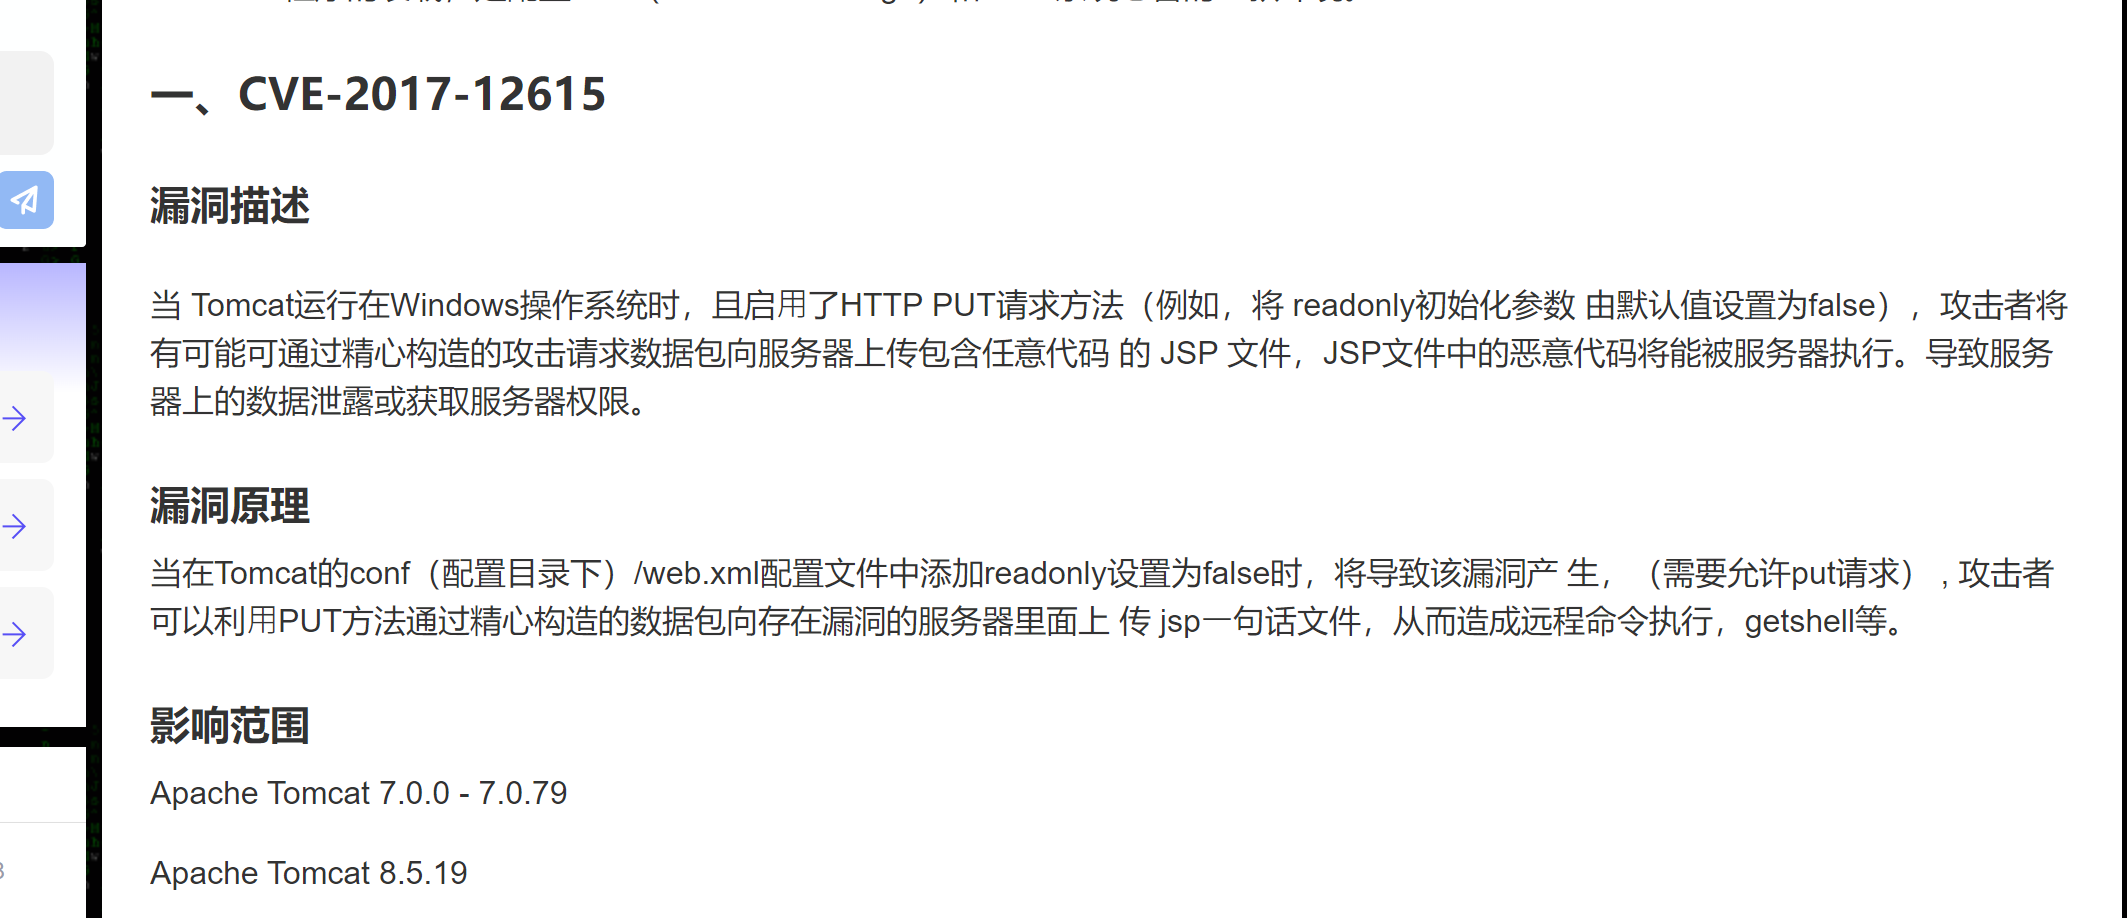 一、CVE-2017-12615
漏洞描述
当 Tomcat运行在Windows操作系统时，且启用了HTTP PUT请求方法（例如，将 readonly初始化参数 由默认值设置为false），攻击者将
有可能可通过精心构造的攻击请求数据包向服务器上传包含任意代码 的 JSP 文件，JSP文件中的恶意代码将能被服务器执行。导致服务
器上的数据泄露或获取服务器权限。
漏洞原理
当在Tomcat的conf（配置目录下）/web.xml配置文件中添加readonly设置为false时，将导致该漏洞产 生，（需要允许put请求）, 攻击者
可以利用PUT方法通过精心构造的数据包向存在漏洞的服务器里面上 传 jsp一句话文件，从而造成远程命令执行，getshell等。
影响范围
Apache Tomcat 7.0.0 - 7.0.79
Apache Tomcat 8.5.19